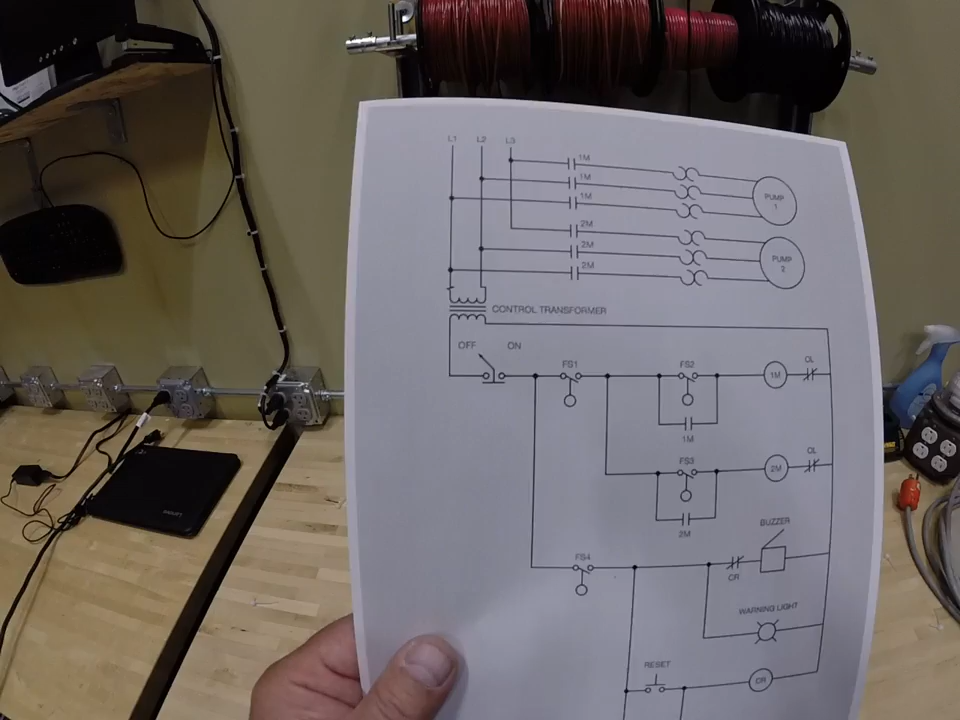 L1 L2 L3
1M
1M
1M
PUMP
1
2M
2M
2M
PUMP
2
CONTROL TRANSFORMER
OFF ON
FS1 FS2 OL
1M
1M
FS3 OL
2M
2M
BUZZER
FS4
CR
WARNING LIGHT
RESET
CR